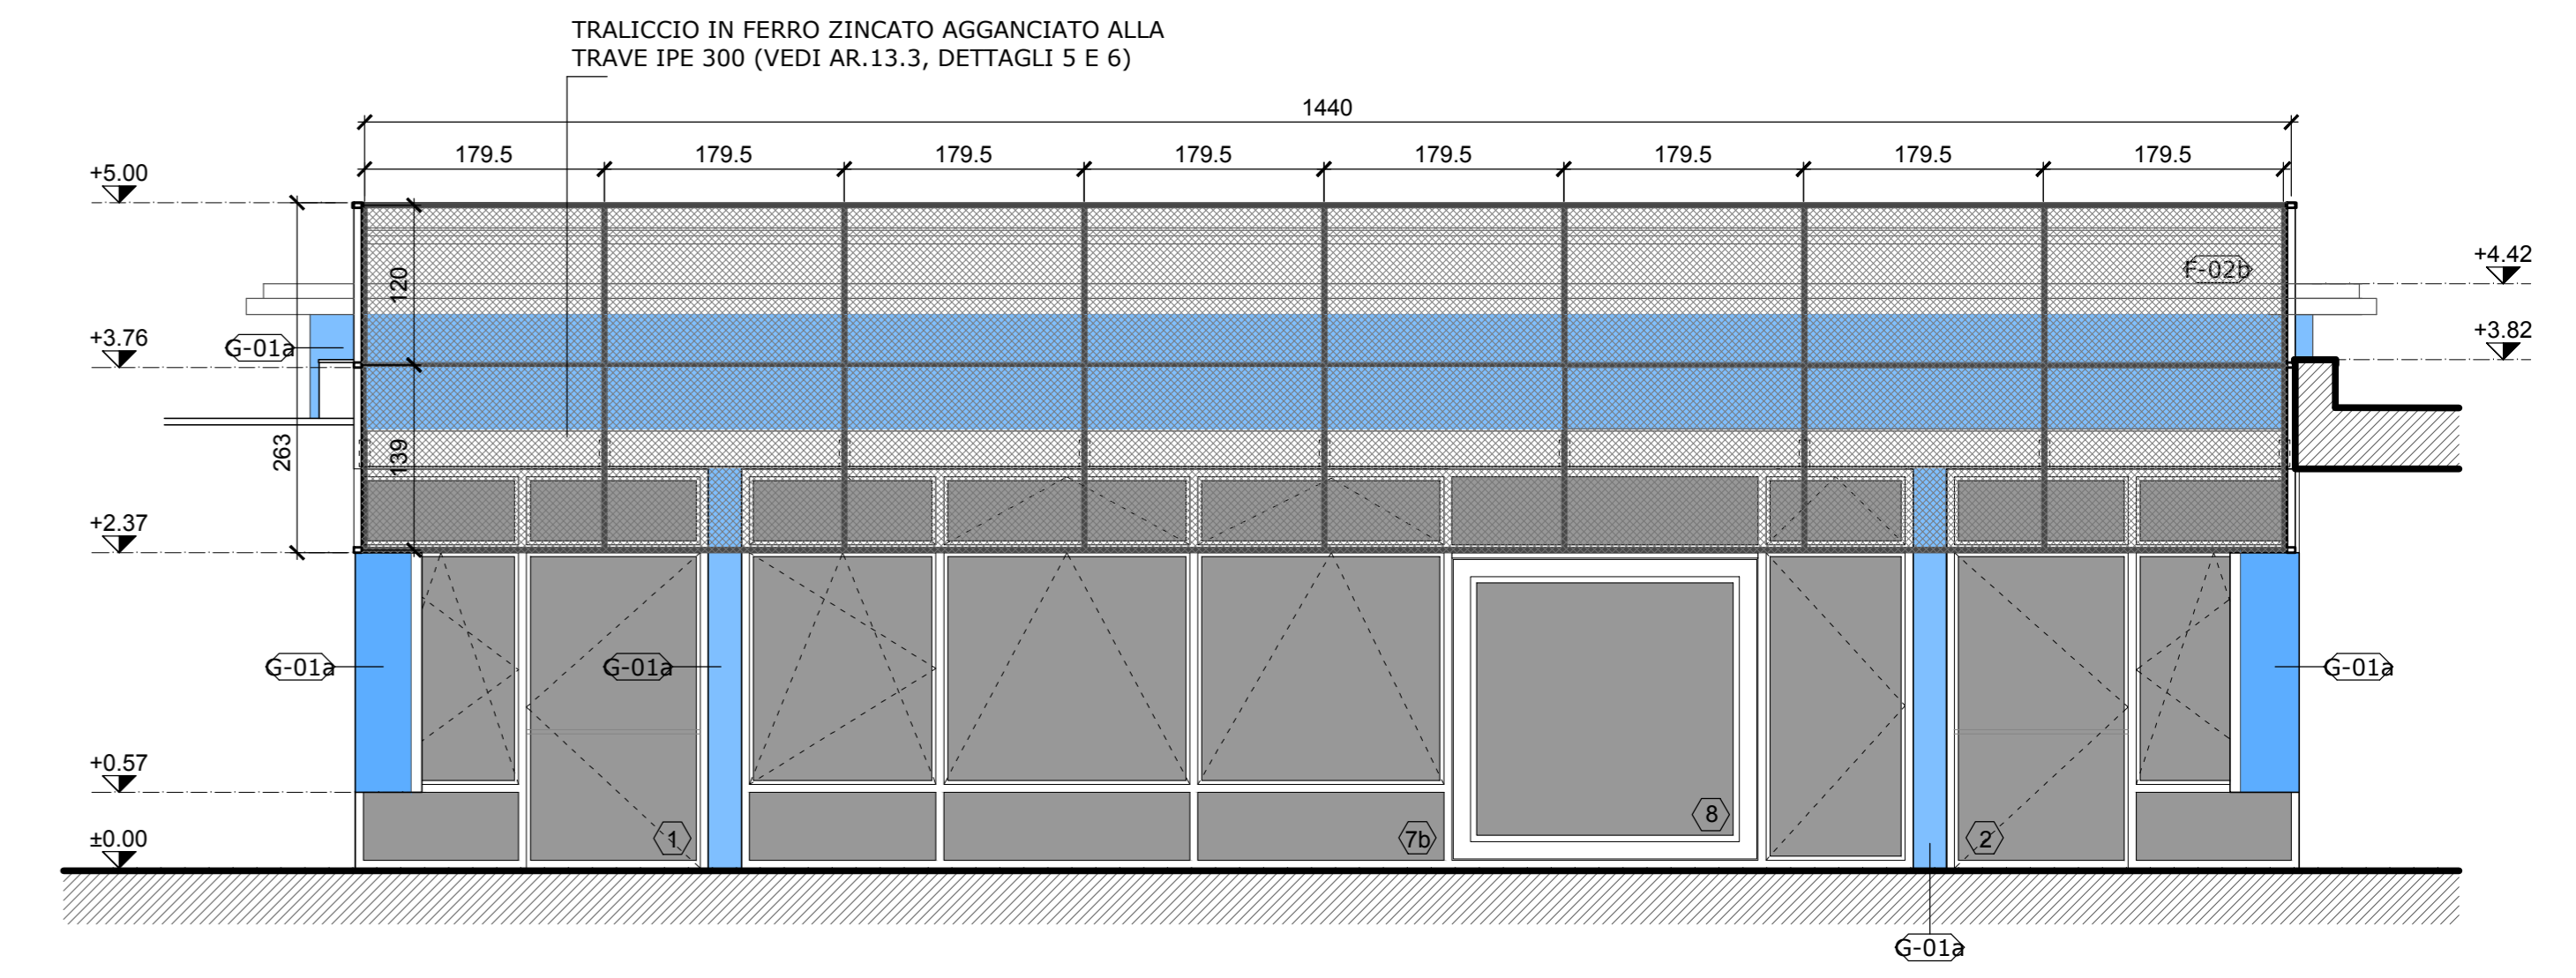 TRALICCIO IN FERRO ZINCATO AGGANCIATO ALLA
TRAVE IPE 300 (VEDI AR.13.3, DETTAGLI 5 E 6)
1440
179.5 179.5 179.5 179.5 179.5 179.5 179.5 179.5
+5.00
+4.42
F-02b
120
+3.76
G-01a
+3.82
263
139
+2.37
G-01a
G-01a
G-01a
+0.57
8
±0.00
1
7b
2
G-01a